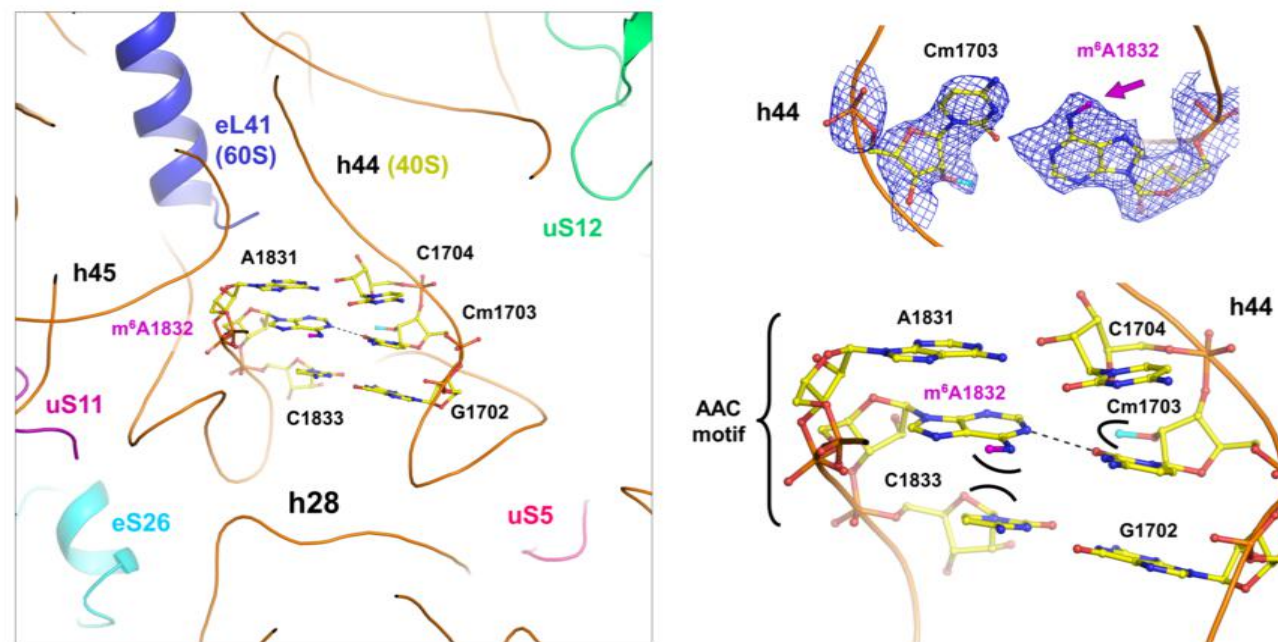 eL41
(60S)
h44 (40S)
uS12
A1831
C1704
h45
Cm1703
m⁶A1832
uS11
C1833
G1702
h28
eS26
uS5
Cm1703
m⁶A1832
h44
A1831
C1704
h44
m⁶A1832
Cm1703
AAC
motif
C1833
G1702